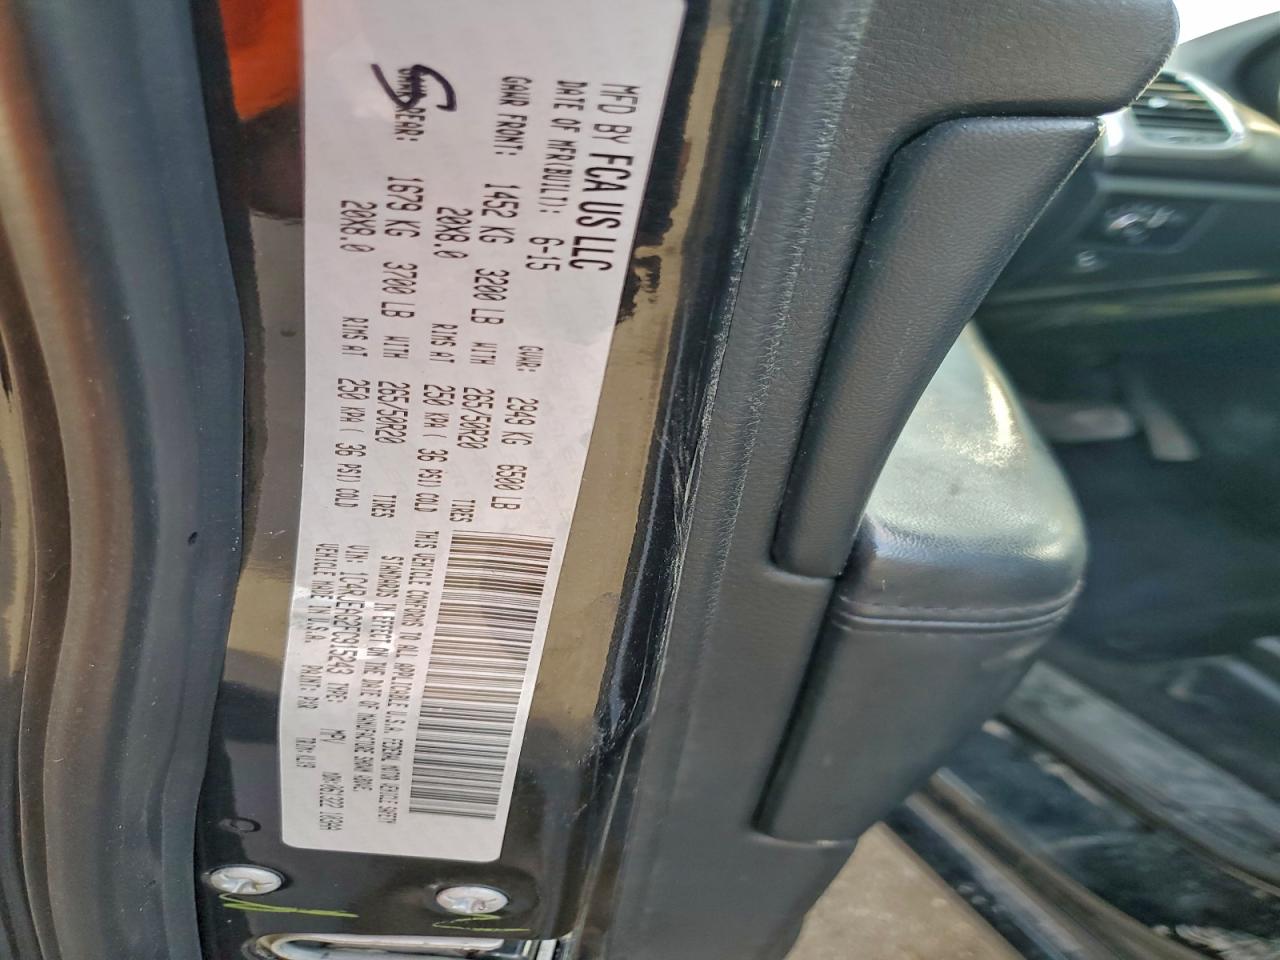 MFD BY FCA US LLC
DATE OF MFR(BUILT): 6-15 GVWR: 2949 KG 6500 LB
GAWR FRONT: 1452 KG 3200 LB WITH 265/50R20 TIRES
20X8.0 RIMS AT 250 KPA ( 36 PSI) COLD
REAR: 1679 KG 3700 LB WITH 265/50R20 TIRES
20X8.0 RIMS AT 250 KPA ( 36 PSI) COLD
THIS VEHICLE CONFORMS TO ALL APPLICABLE U.S.A. FEDERAL MOTOR VEHICLE SAFETY
STANDARDS IN EFFECT ON THE DATE OF MANUFACTURE SHOWN ABOVE
VIN: TYPE: MPV
VEHICLE MADE IN U.S.A. PAINT: PXR